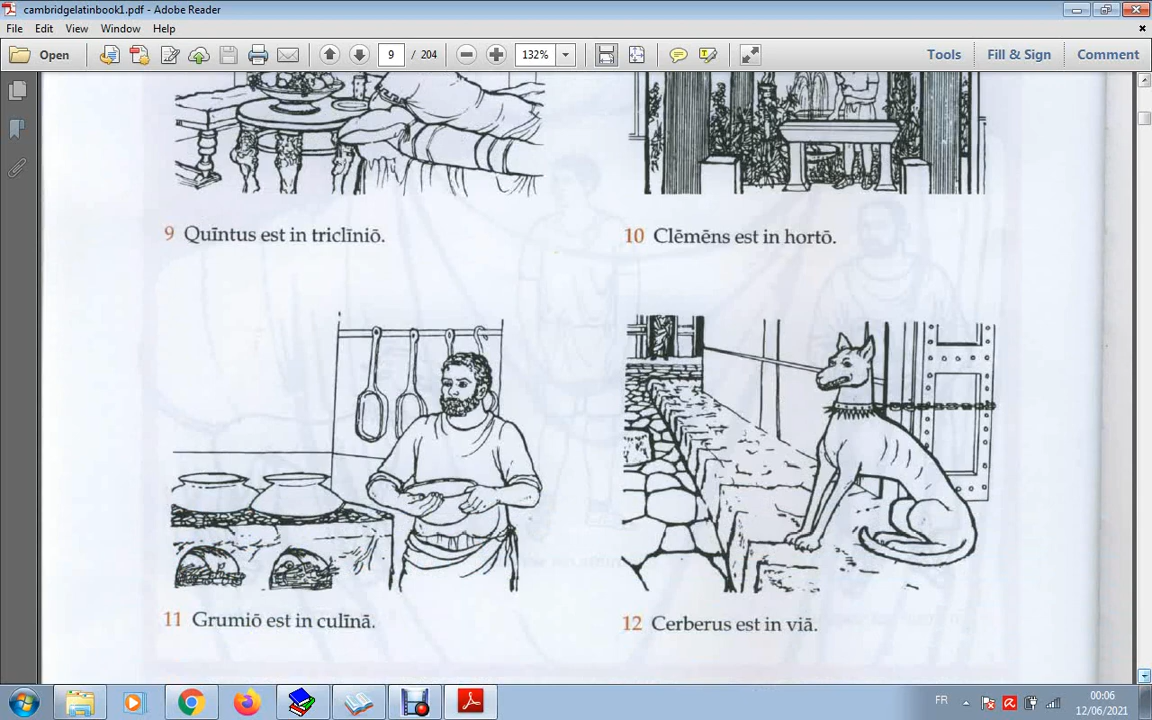 cambridgelatinbook1.pdf - Adobe Reader
File Edit View Window Help
Open 9 / 204 132% Tools Fill & Sign Comment
9 Quīntus est in triclīniō.
10 Clēmēns est in hortō.
11 Grumiō est in culīnā.
12 Cerberus est in viā.
FR 00:06
12/06/2021